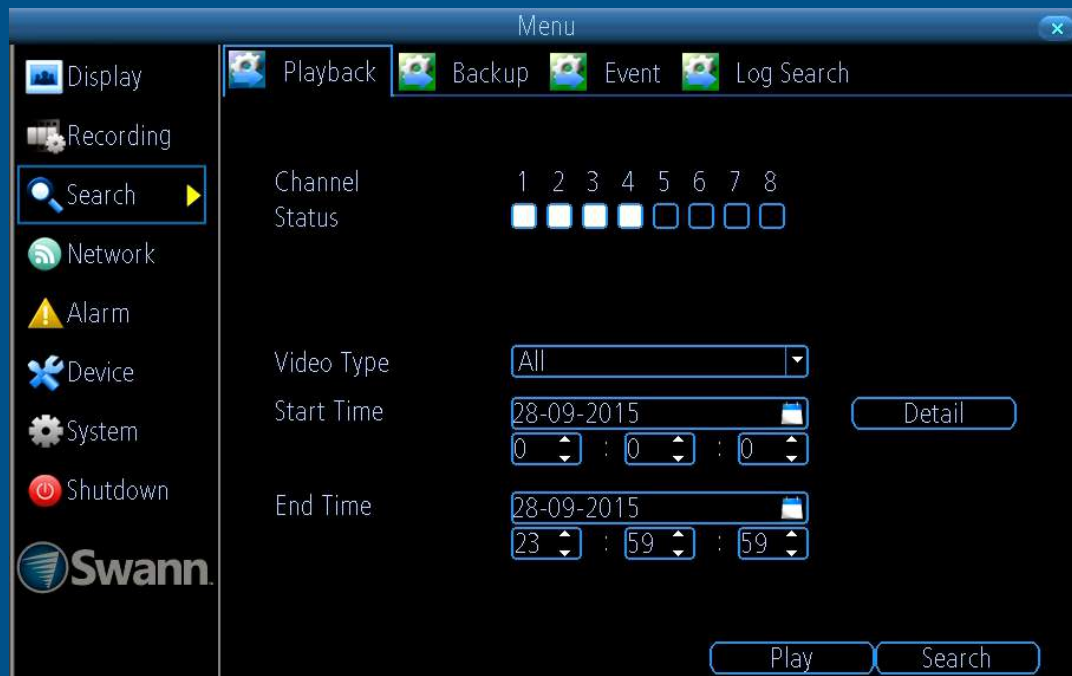 Menu
Display
Recording
Search
Network
Alarm
Device
System
Shutdown
Swann
Playback Backup Event Log Search
Channel 1 2 3 4 5 6 7 8
Status
Video Type All
Start Time 28-09-2015 Detail
0 : 0 : 0
End Time 28-09-2015
23 : 59 : 59
Play Search